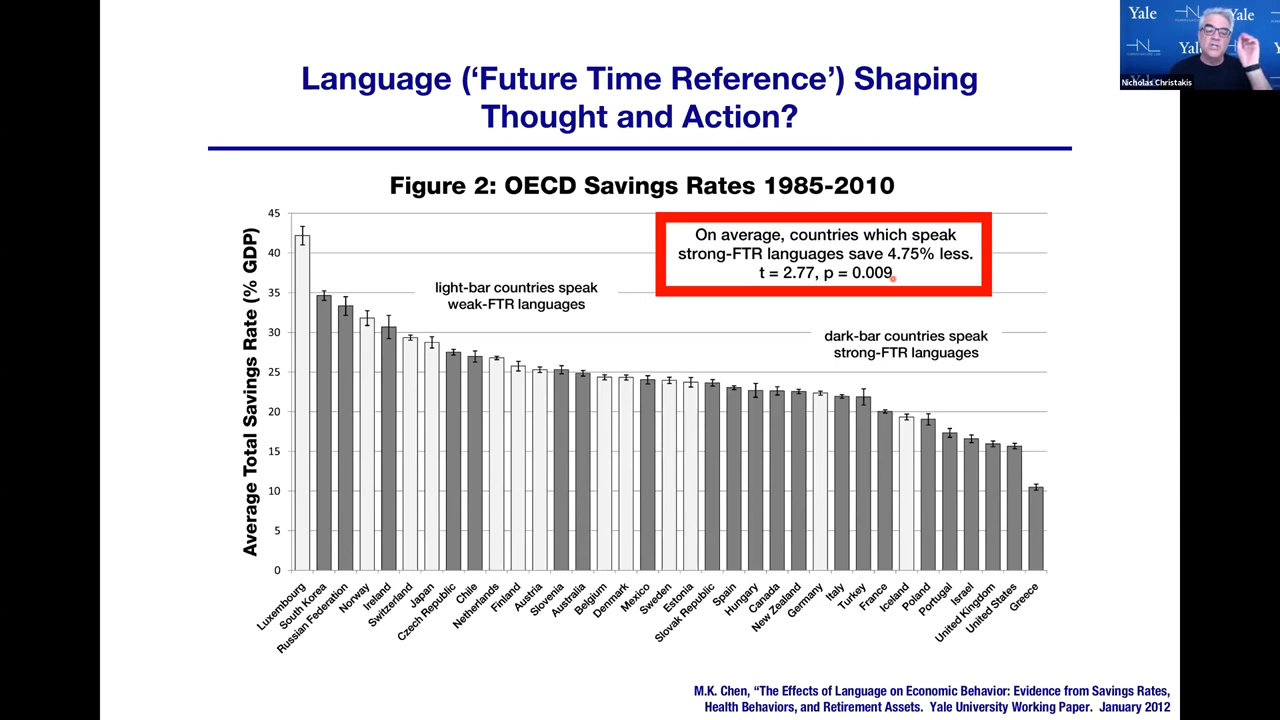 Language (‘Future Time Reference’) Shaping
Thought and Action?
Figure 2: OECD Savings Rates 1985-2010
Average Total Savings Rate (% GDP)
45
40
35
30
25
20
15
10
5
0
On average, countries which speak
strong-FTR languages save 4.75% less.
t = 2.77, p = 0.009
light-bar countries speak
weak-FTR languages
dark-bar countries speak
strong-FTR languages
Luxembourg
South Korea
Russian Federation
Norway
Ireland
Switzerland
Japan
Czech Republic
Chile
Netherlands
Finland
Austria
Slovenia
Australia
Belgium
Denmark
Mexico
Sweden
Estonia
Slovak Republic
Spain
Hungary
Canada
New Zealand
Germany
Italy
Turkey
France
Iceland
Poland
Portugal
Israel
United Kingdom
United States
Greece
M.K. Chen, “The Effects of Language on Economic Behavior: Evidence from Savings Rates,
Health Behaviors, and Retirement Assets. Yale University Working Paper. January 2012
Yale
Yale
Yale
Nicholas Christakis